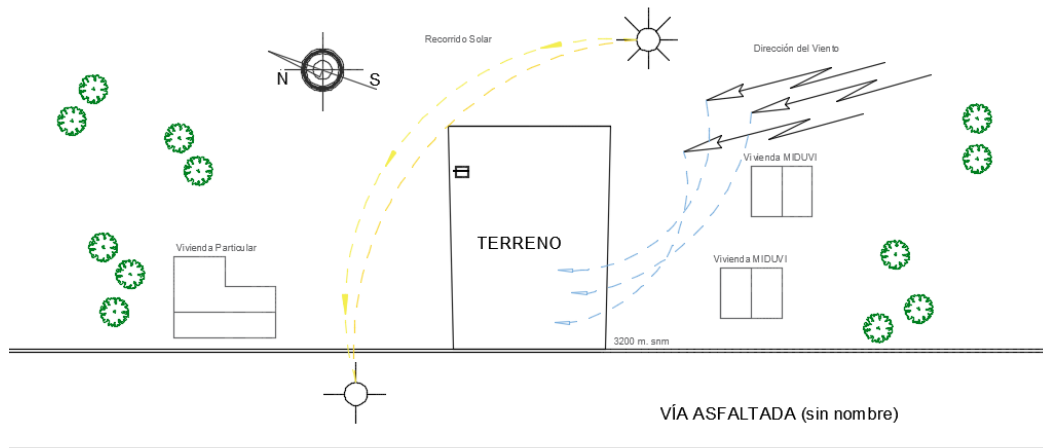 Recorrido Solar
Dirección del Viento
N
S
Vivienda MIDUVI
TERRENO
Vivienda Particular
Vivienda MIDUVI
3200 m. snm
VÍA ASFALTADA (sin nombre)